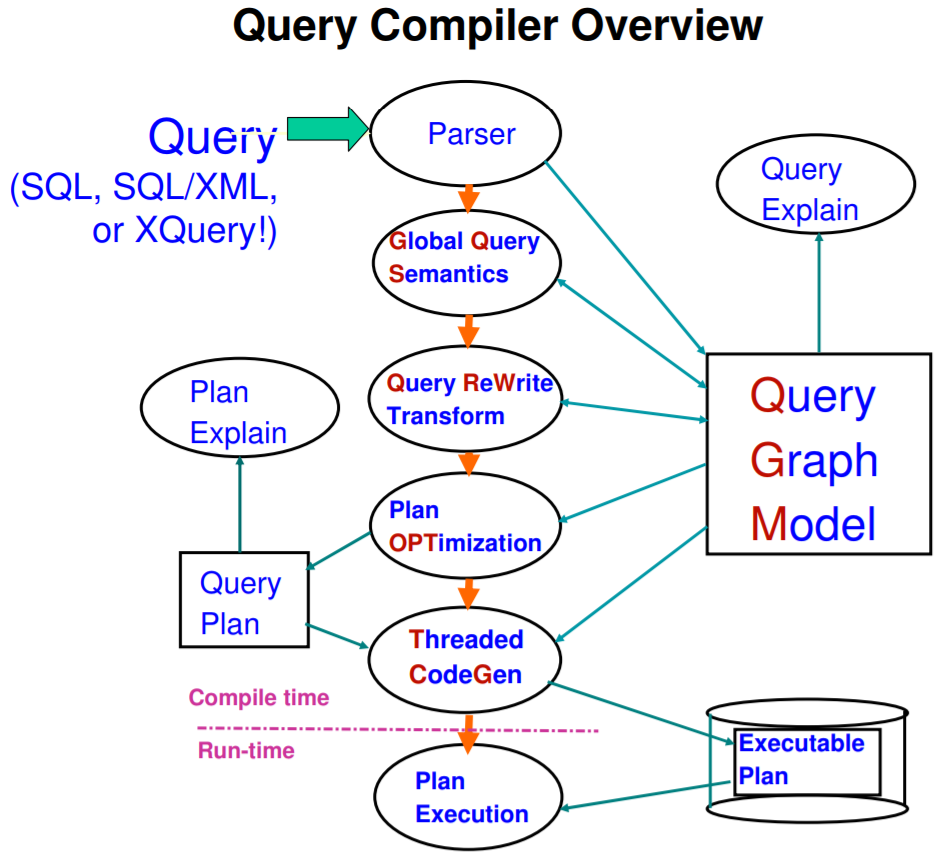 Query Compiler Overview
Query
(SQL, SQL/XML,
or XQuery!)
Parser
Query
Explain
Global Query
Semantics
Query ReWrite
Transform
Query
Graph
Model
Plan
Explain
Plan
OPTimization
Query
Plan
Threaded
CodeGen
Compile time
Run-time
Executable
Plan
Plan
Execution